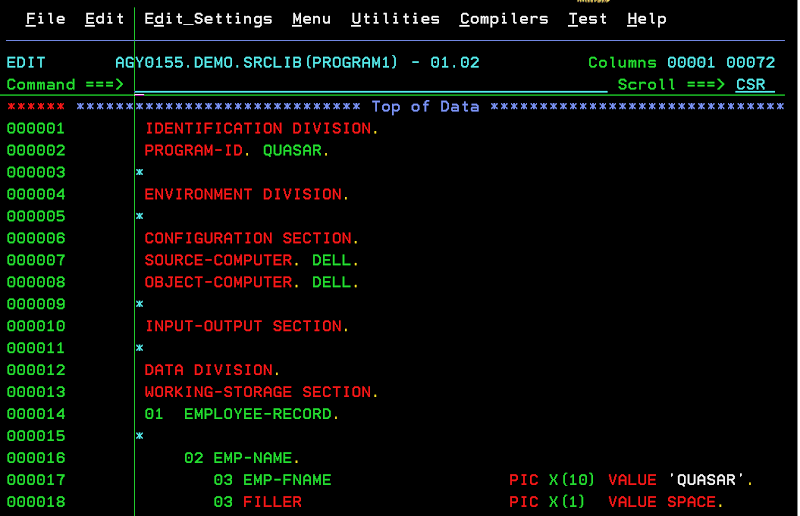 File  Edit  Edit_Settings  Menu  Utilities  Compilers  Test  Help
EDIT       AGY0155.DEMO.SRCLIB(PROGRAM1) - 01.02           Columns 00001 00072
Command ===>                                                  Scroll ===> CSR
****** ***************************** Top of Data ******************************
000001        IDENTIFICATION DIVISION.
000002        PROGRAM-ID. QUASAR.
000003       *
000004        ENVIRONMENT DIVISION.
000005       *
000006        CONFIGURATION SECTION.
000007        SOURCE-COMPUTER. DELL.
000008        OBJECT-COMPUTER. DELL.
000009       *
000010        INPUT-OUTPUT SECTION.
000011       *
000012        DATA DIVISION.
000013        WORKING-STORAGE SECTION.
000014        01  EMPLOYEE-RECORD.
000015       *
000016            02 EMP-NAME.
000017               03 EMP-FNAME                  PIC X(10) VALUE 'QUASAR'.
000018               03 FILLER                     PIC X(1)  VALUE SPACE.